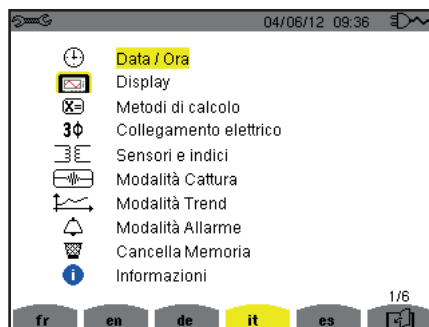 04/06/12 09:36
Data / Ora
Display
Metodi di calcolo
3Φ Collegamento elettrico
Sensori e indici
Modalità Cattura
Modalità Trend
Modalità Allarme
Cancella Memoria
Informazioni
1/6
fr en de it es